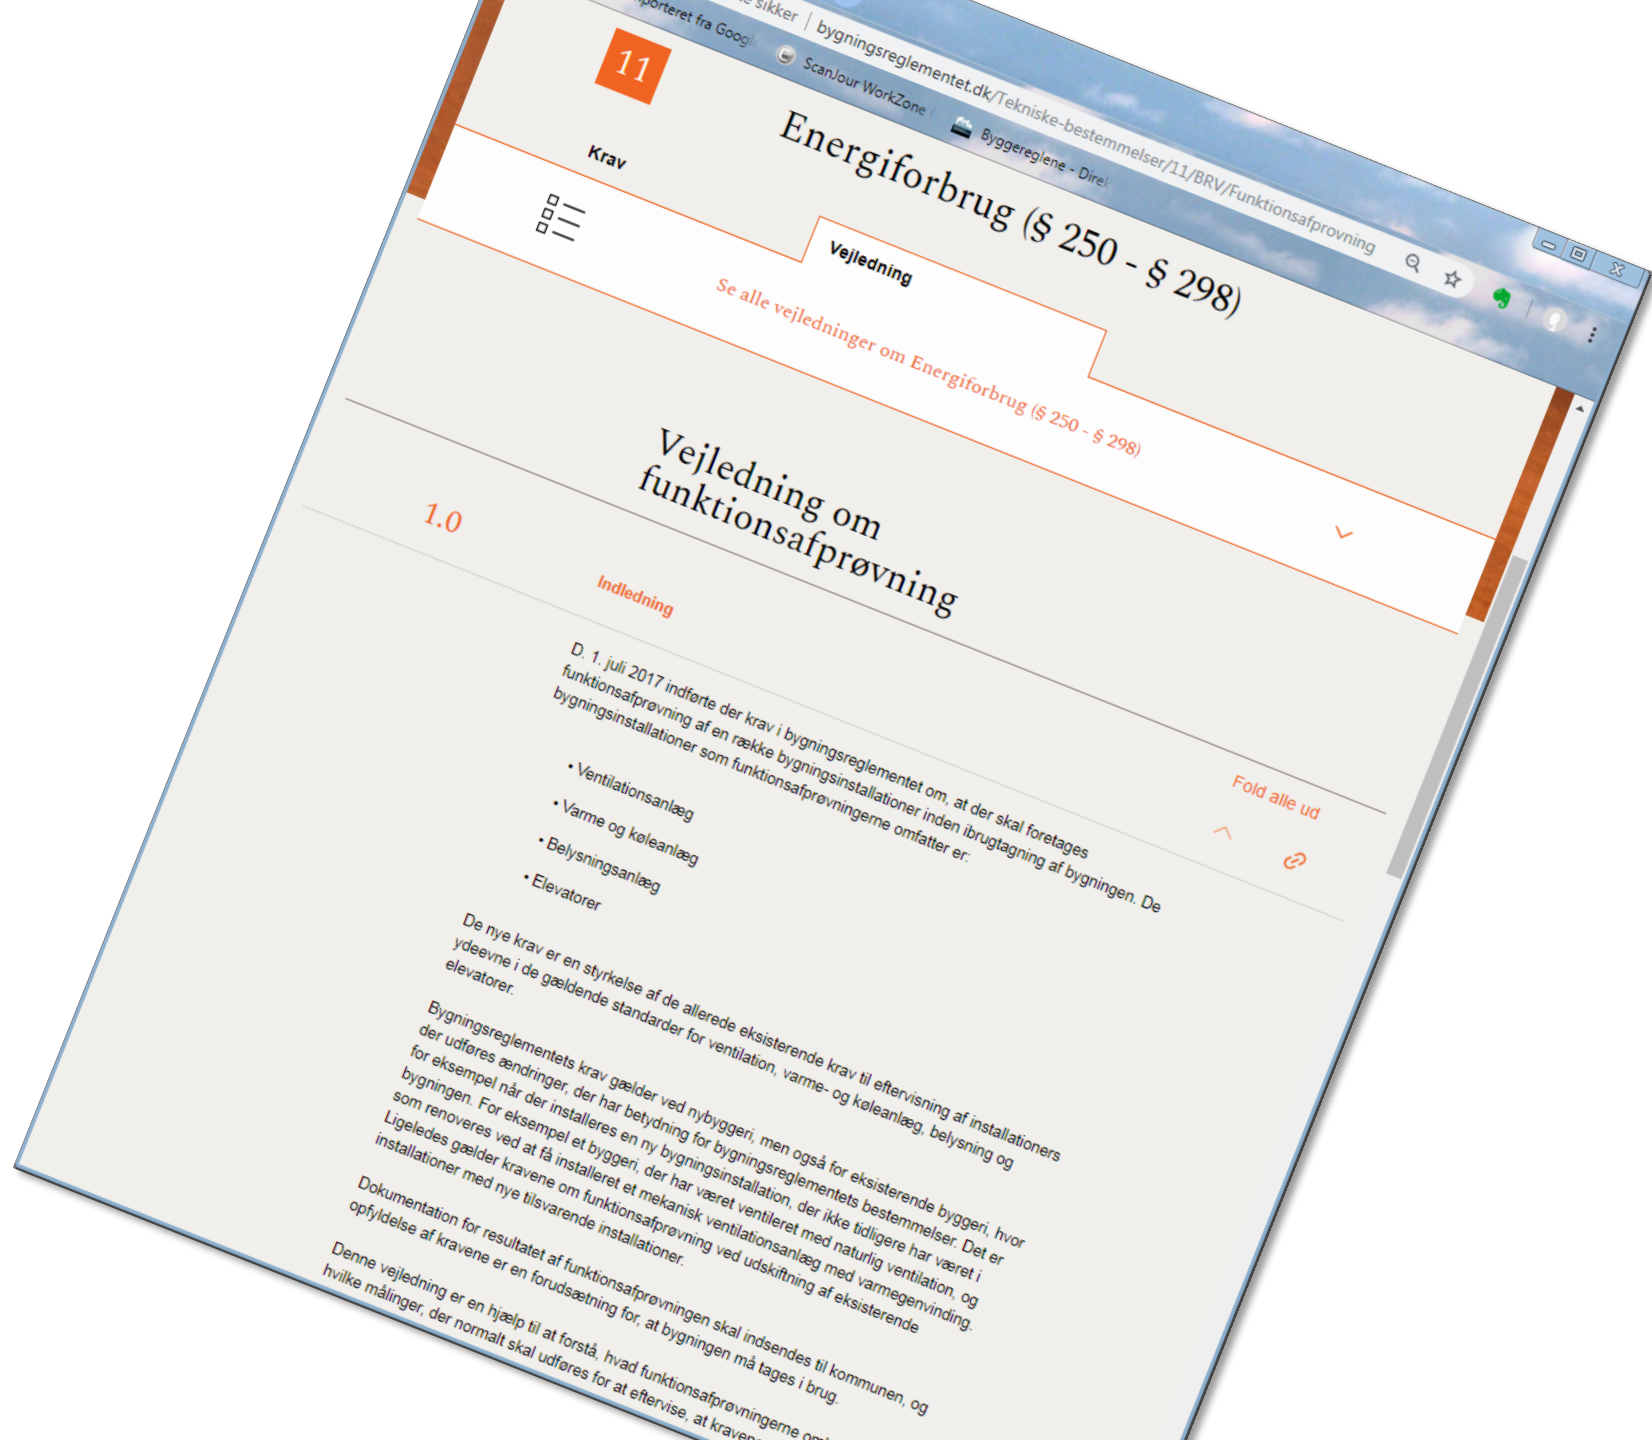 sikker | bygningsreglementet.dk/Tekniske-bestemmelser/11/BRV/Funktionsafprovning
fra Googl
ScanJour WorkZone
Byggereglene - Direk
11
Energiforbrug (§ 250 - § 298)
Krav
Vejledning
Se alle vejledninger om Energiforbrug (§ 250 - § 298)
Vejledning om
funktionsafprøvning
Fold alle ud
1.0
Indledning
D. 1. juli 2017 indførte der krav i bygningsreglementet om, at der skal foretages
funktionsafprøvning af en række bygningsinstallationer inden ibrugtagning af bygningen. De
bygningsinstallationer som funktionsafprøvningerne omfatter er:
• Ventilationsanlæg
• Varme og køleanlæg
• Belysningsanlæg
• Elevatorer
De nye krav er en styrkelse af de allerede eksisterende krav til eftervisning af installationers
ydeevne i de gældende standarder for ventilation, varme- og køleanlæg, belysning og
elevatorer.
Bygningsreglementets krav gælder ved nybyggeri, men også for eksisterende byggeri, hvor
der udføres ændringer, der har betydning for bygningsreglementets bestemmelser. Det er
for eksempel når der installeres en ny bygningsinstallation, der ikke tidligere har været i
bygningen. For eksempel et byggeri, der har været ventileret med naturlig ventilation, og
som renoveres ved at få installeret et mekanisk ventilationsanlæg med varmegenvinding.
Ligeledes gælder kravene om funktionsafprøvning ved udskiftning af eksisterende
installationer med nye tilsvarende installationer.
Dokumentation for resultatet af funktionsafprøvningen skal indsendes til kommunen, og
opfyldelse af kravene er en forudsætning for, at bygningen må tages i brug.
Denne vejledning er en hjælp til at forstå, hvad funktionsafprøvningerne
hvilke målinger, der normalt skal udføres for at eftervise, at